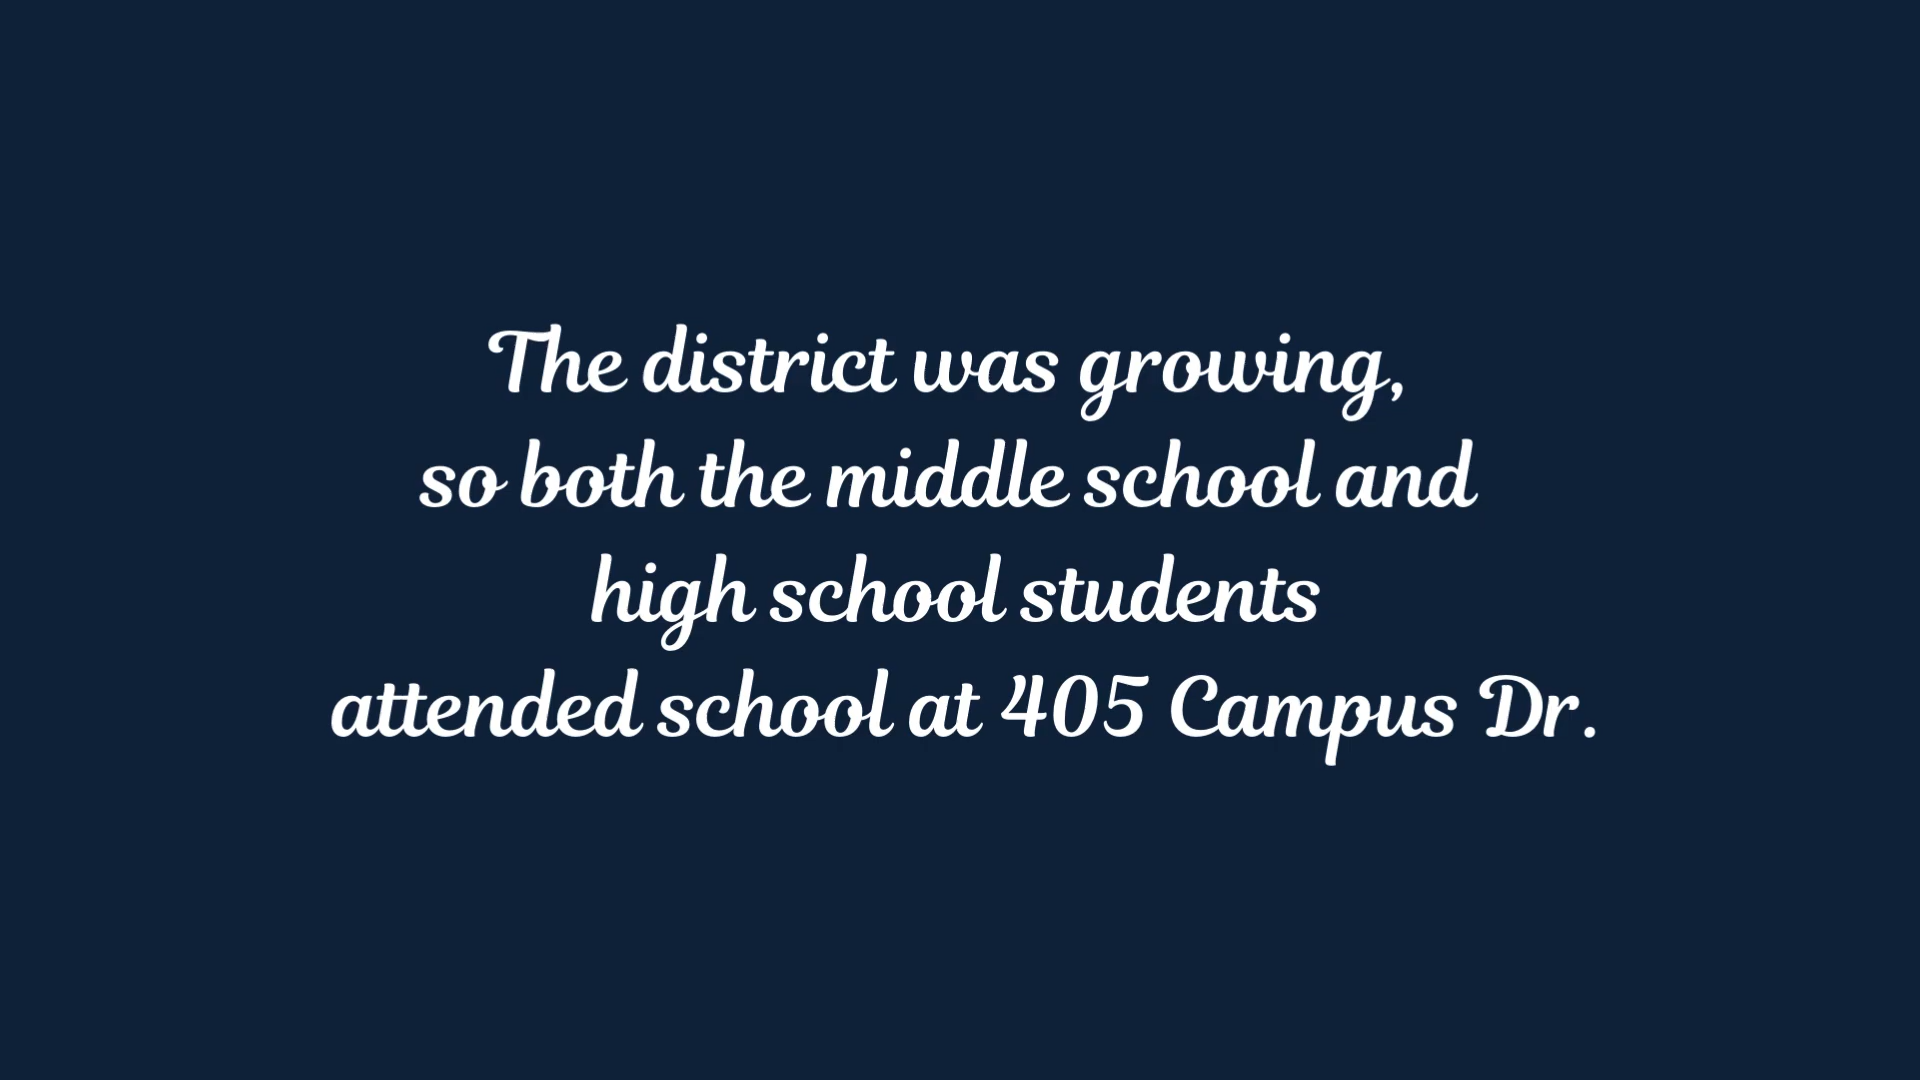 The district was growing,
so both the middle school and
high school students
attended school at 405 Campus Dr.